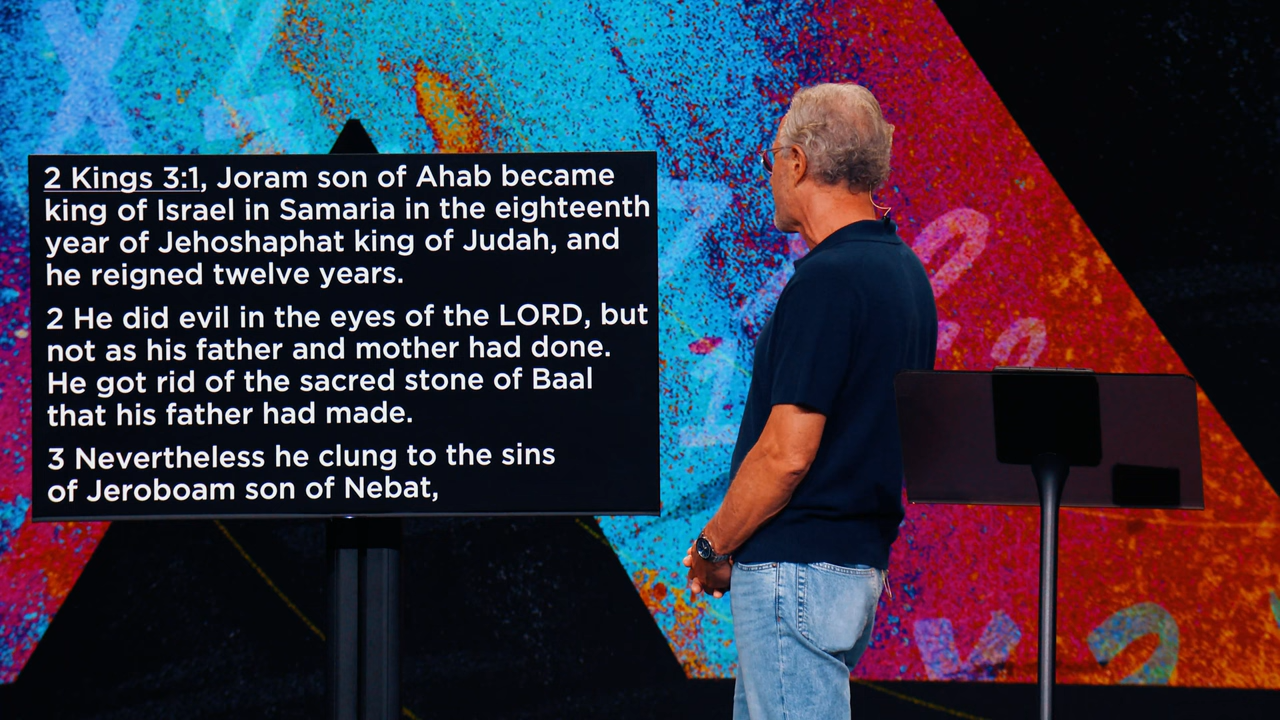 2 Kings 3:1, Joram son of Ahab became
king of Israel in Samaria in the eighteenth
year of Jehoshaphat king of Judah, and
he reigned twelve years.
2 He did evil in the eyes of the LORD, but
not as his father and mother had done.
He got rid of the sacred stone of Baal
that his father had made.
3 Nevertheless he clung to the sins
of Jeroboam son of Nebat,